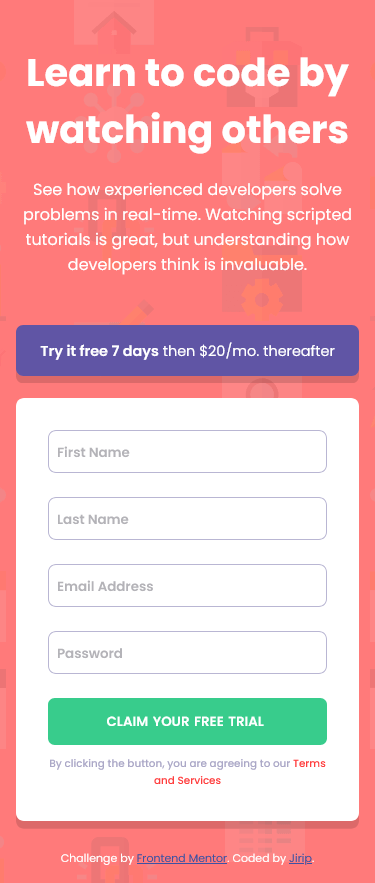 Learn to code by
watching others
See how experienced developers solve
problems in real-time. Watching scripted
tutorials is great, but understanding how
developers think is invaluable.
Try it free 7 days then $20/mo. thereafter
First Name
Last Name
Email Address
Password
CLAIM YOUR FREE TRIAL
By clicking the button, you are agreeing to our Terms
and Services
Challenge by Frontend Mentor. Coded by Jirip.